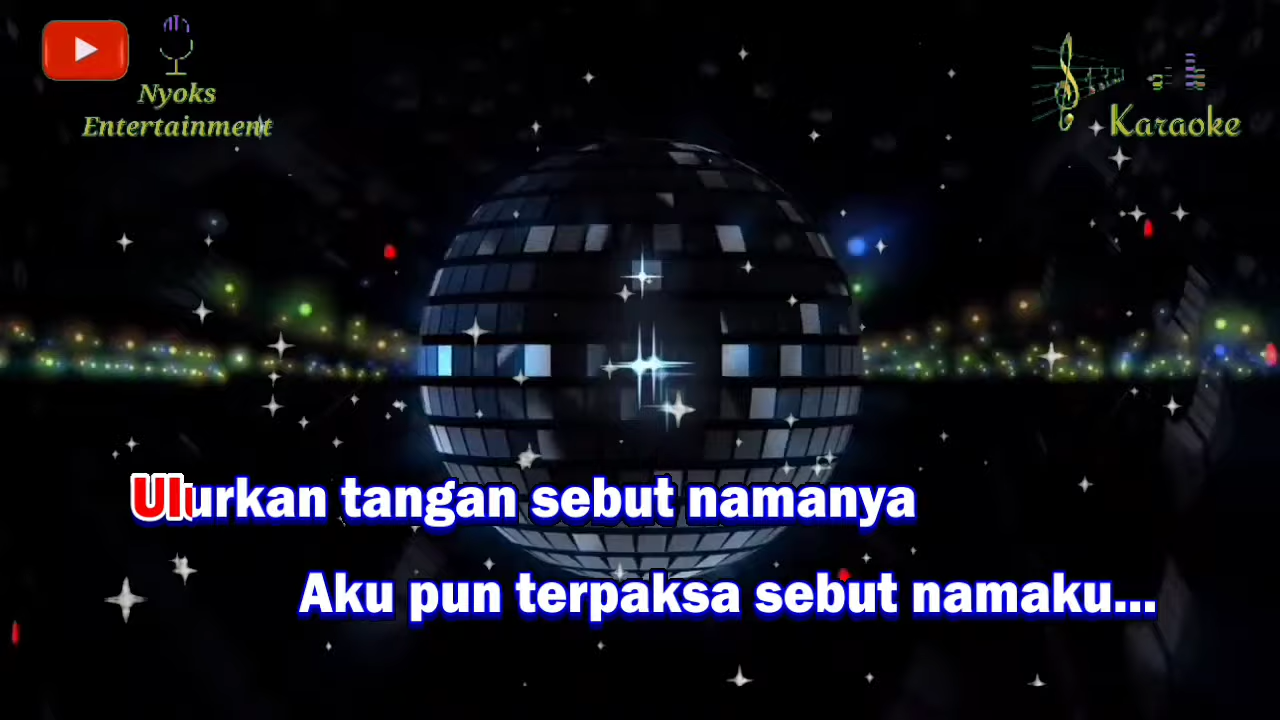 Nyoks
Entertainment
Karaoke
Ulurkan tangan sebut namanya
Aku pun terpaksa sebut namaku...